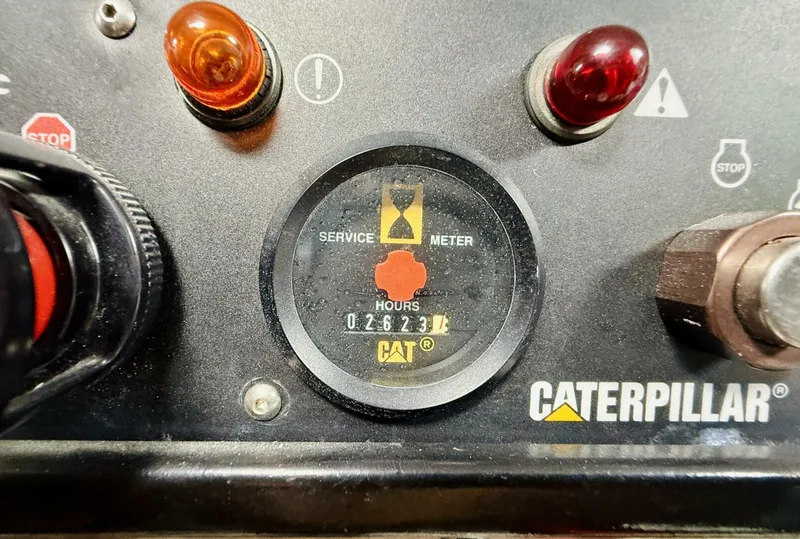 STOP
STOP
SERVICE METER
HOURS
02623
CAT®
CATERPILLAR®